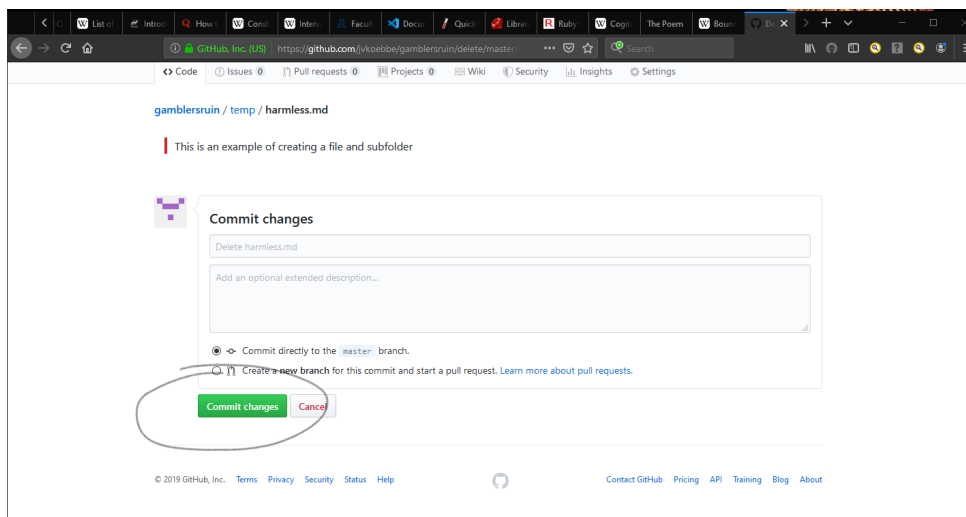 List of
Introd
How
Const
Interv
Facult
Docur
Quick
Librar
Ruby
Cogit
The Poem
Boun
De
GitHub, Inc. (US)
https://github.com/jvkoebbe/gamblersruin/delete/master/
Search
Code
Issues 0
Pull requests 0
Projects 0
Wiki
Security
Insights
Settings
gamblersruin / temp / harmless.md
This is an example of creating a file and subfolder
Commit changes
Delete harmless.md
Add an optional extended description...
Commit directly to the master branch.
Create a new branch for this commit and start a pull request. Learn more about pull requests.
Commit changes
Cancel
© 2019 GitHub, Inc.
Terms
Privacy
Security
Status
Help
Contact GitHub
Pricing
API
Training
Blog
About